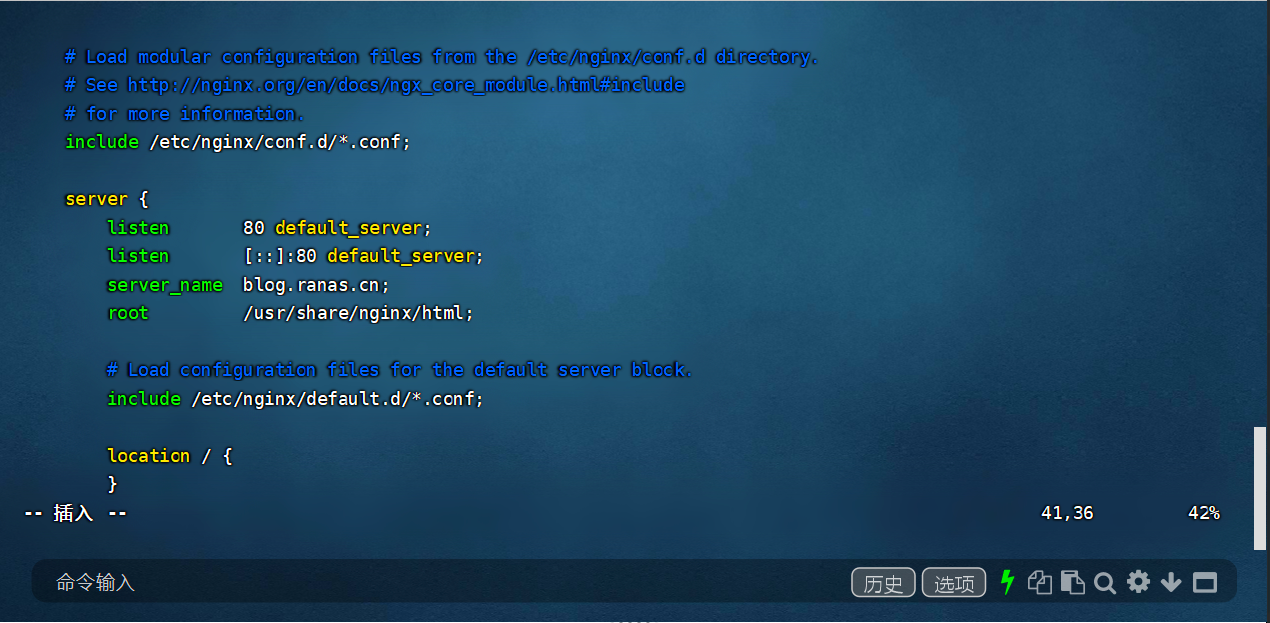 # Load modular configuration files from the /etc/nginx/conf.d directory.
# See http://nginx.org/en/docs/ngx_core_module.html#include
# for more information.
include /etc/nginx/conf.d/*.conf;
server {
listen 80 default_server;
listen [::]:80 default_server;
server_name blog.ranas.cn;
root /usr/share/nginx/html;
# Load configuration files for the default server block.
include /etc/nginx/default.d/*.conf;
location / {
}
-- 插入 -- 41,36 42%
命令输入 历史 选项